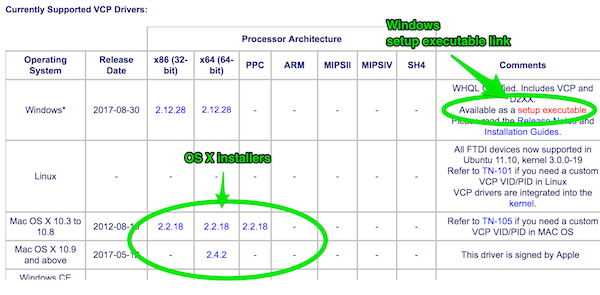 Currently Supported VCP Drivers:
Windows
setup executable link
Processor Architecture
Operating System
Release Date
x86 (32-bit)
x64 (64-bit)
PPC
ARM
MIPSII
MIPSIV
SH4
Comments
Windows*
2017-08-30
2.12.28
2.12.28
-
-
-
-
-
WHQL Certified. Includes VCP and
D2XX.
Available as a setup executable
Please read the Release Notes and
Installation Guides.
OS X installers
Linux
-
-
-
-
-
-
-
All FTDI devices now supported in
Ubuntu 11.10, kernel 3.0.0-19
Refer to TN-101 if you need a custom
VCP VID/PID in Linux
VCP drivers are integrated into the
kernel.
Mac OS X 10.3 to
10.8
2012-08-10
2.2.18
2.2.18
2.2.18
-
-
-
-
Refer to TN-105 if you need a custom
VCP VID/PID in MAC OS
Mac OS X 10.9
and above
2017-05-12
-
2.4.2
-
-
-
-
-
This driver is signed by Apple
Windows CE